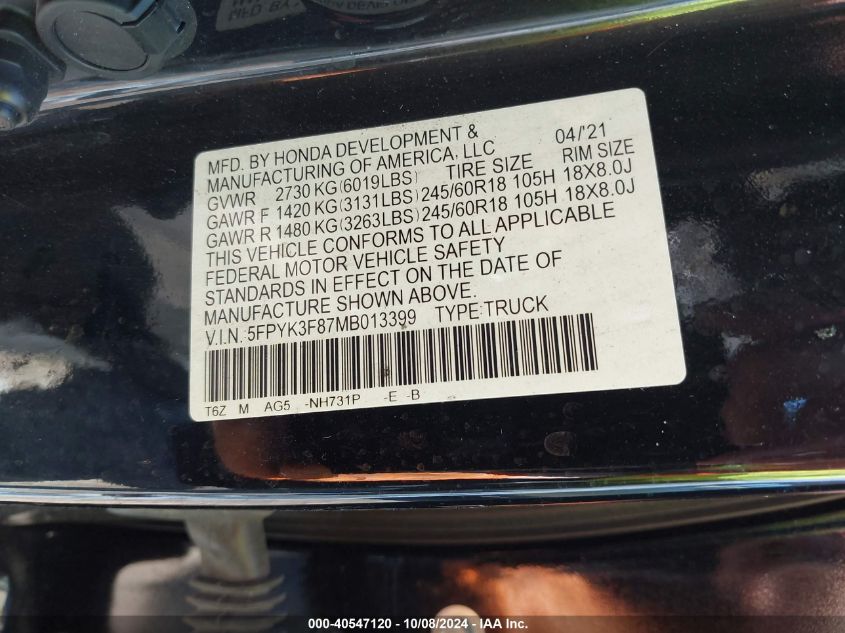 MFD. BY HONDA DEVELOPMENT & 04/'21
MANUFACTURING OF AMERICA, LLC
GVWR 2730 KG(6019LBS) TIRE SIZE RIM SIZE
GAWR F 1420 KG(3131LBS) 245/60R18 105H 18X8.0J
GAWR R 1480 KG(3263LBS) 245/60R18 105H 18X8.0J
THIS VEHICLE CONFORMS TO ALL APPLICABLE
FEDERAL MOTOR VEHICLE SAFETY
STANDARDS IN EFFECT ON THE DATE OF
MANUFACTURE SHOWN ABOVE.
V.I.N.:5FPYK3F87MB013399 TYPE:TRUCK
T6Z M AG5 -NH731P -E -B
000-40547120 - 10/08/2024 - IAA Inc.